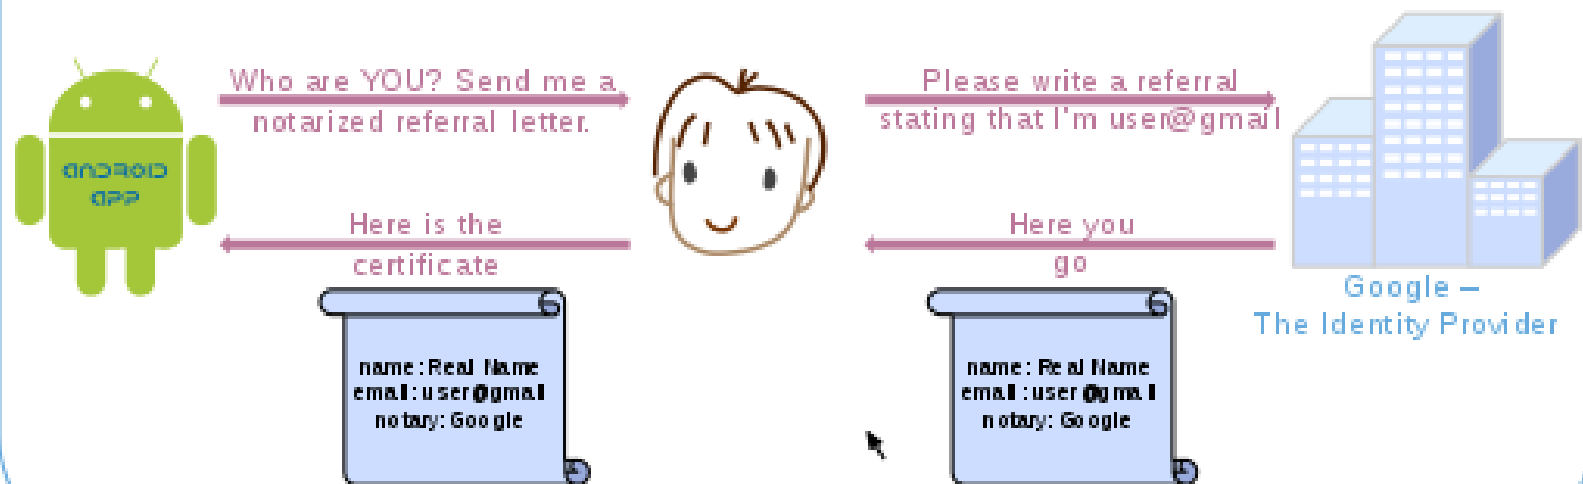 Who are YOU? Send me a
notarized referral letter.
Please write a referral
stating that I'm user@gmail
ANDROID
APP
Here is the
certificate
Here you
go
Google –
The Identity Provider
name: Real Name
email: user@gmail
notary: Google
name: Real Name
email: user@gmail
notary: Google